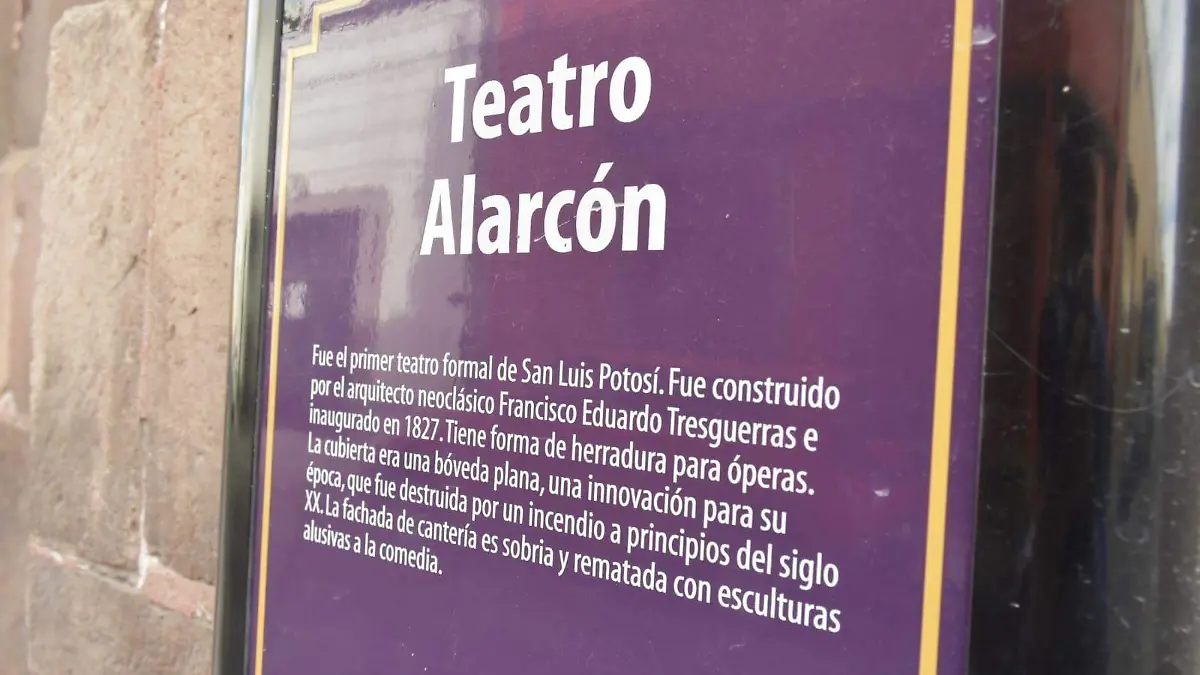 Teatro
Alarcón
Fue el primer teatro formal de San Luis Potosí. Fue construido
por el arquitecto neoclásico Francisco Eduardo Tresguerras e
inaugurado en 1827. Tiene forma de herradura para óperas.
La cubierta era una bóveda plana, una innovación para su
época, que fue destruida por un incendio a principios del siglo
XX. La fachada de cantería es sobria y rematada con esculturas
alusivas a la comedia.